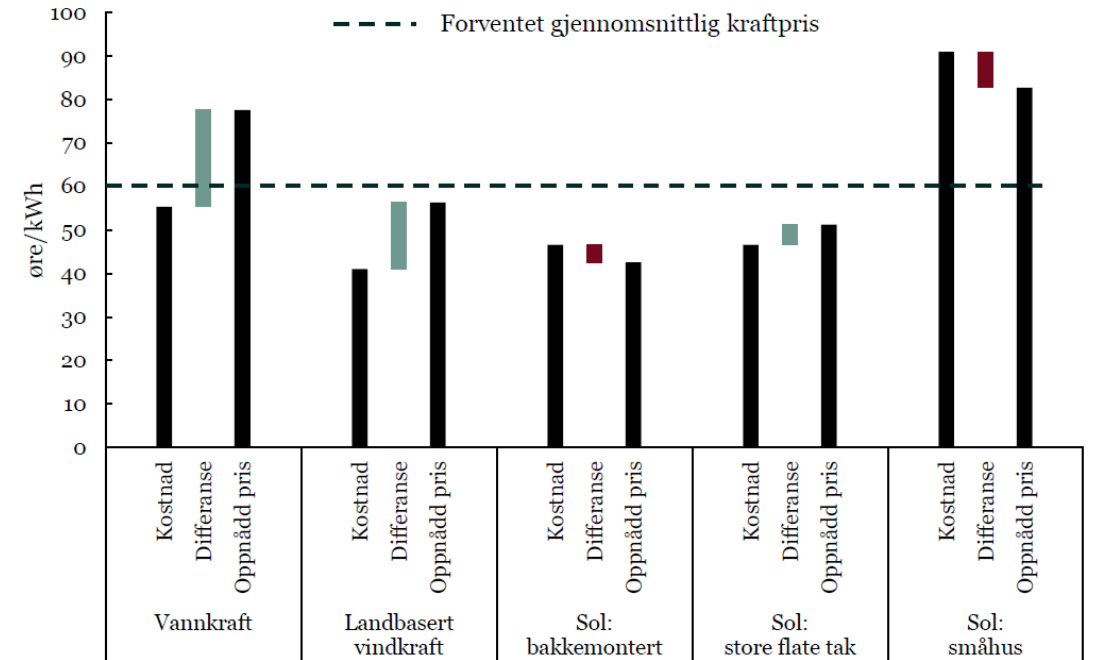 Forventet gjennomsnittlig kraftpris
100
90
80
70
60
50
40
30
20
10
0
øre/kWh
Kostnad
Differanse
Oppnådd pris
Kostnad
Differanse
Oppnådd pris
Kostnad
Differanse
Oppnådd pris
Kostnad
Differanse
Oppnådd pris
Kostnad
Differanse
Oppnådd pris
Vannkraft
Landbasert
vindkraft
Sol:
bakkemontert
Sol:
store flate tak
Sol:
småhus